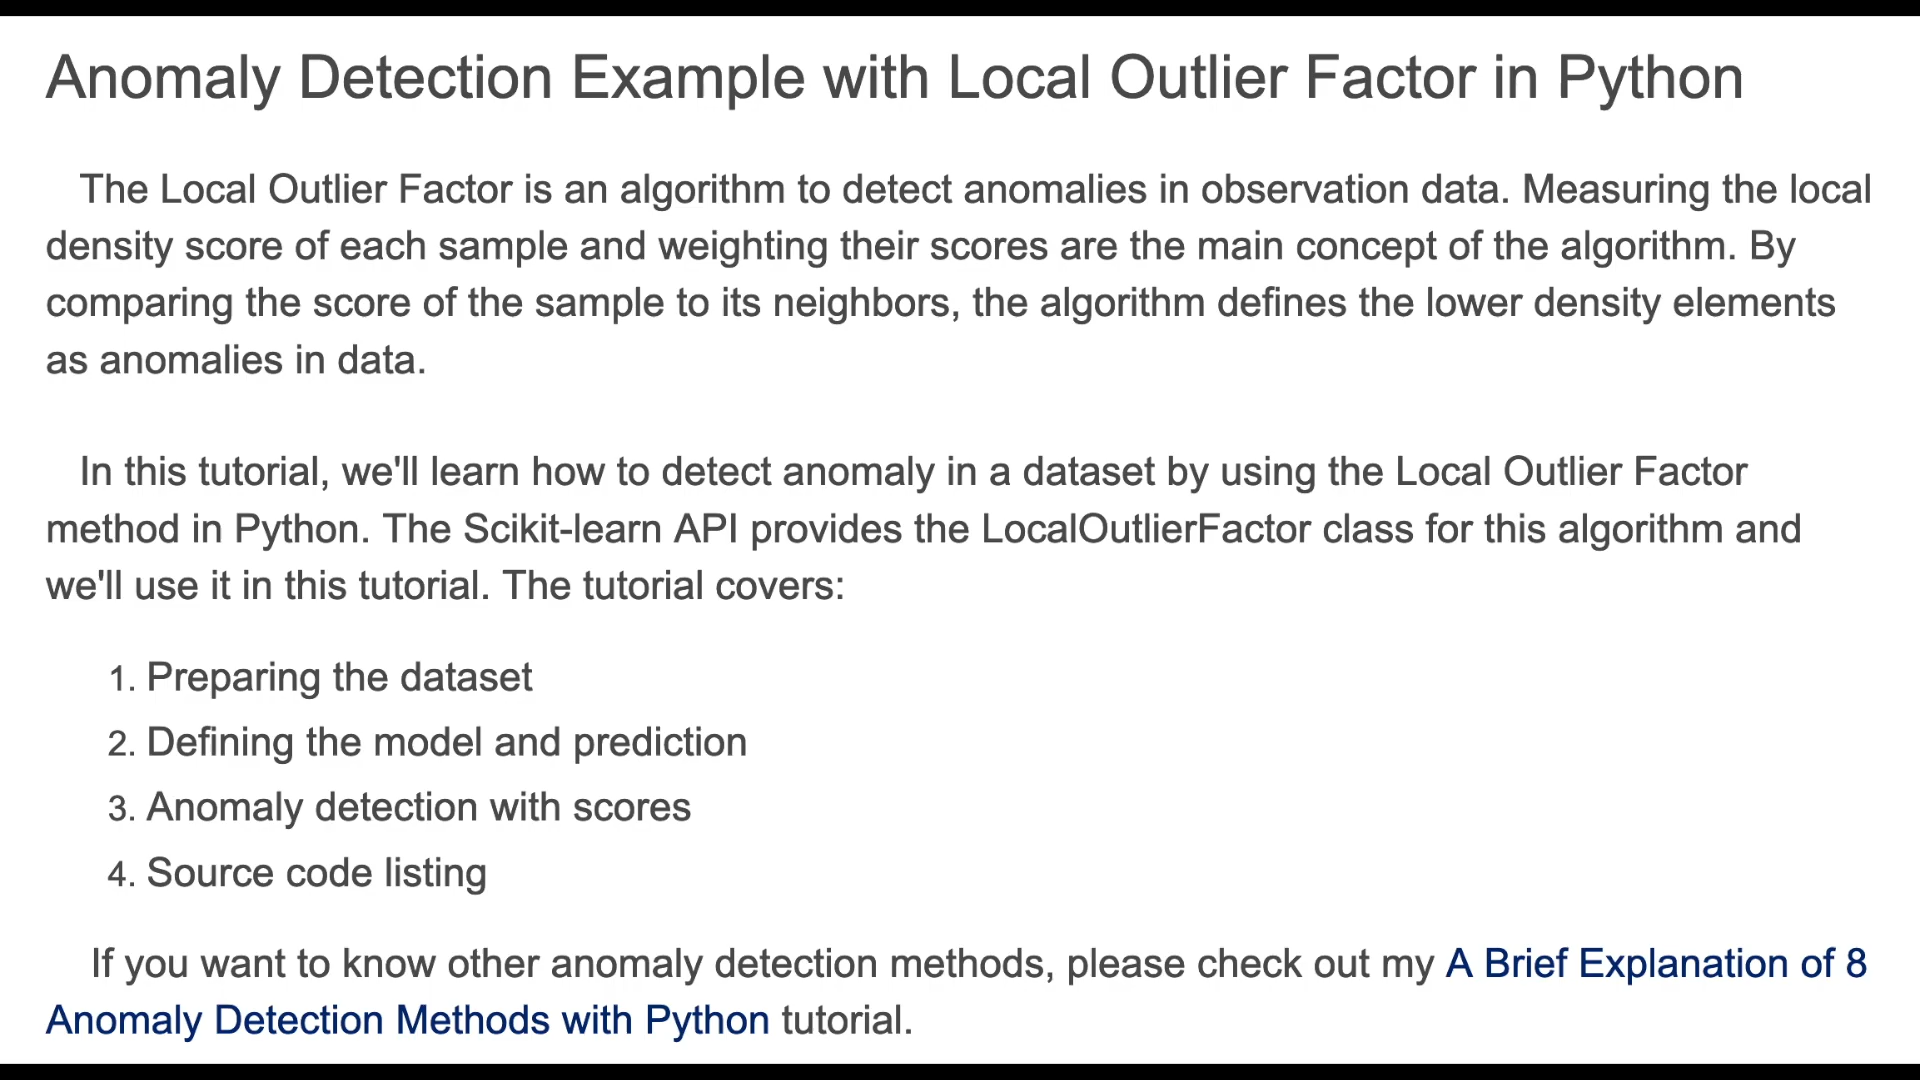 Anomaly Detection Example with Local Outlier Factor in Python
The Local Outlier Factor is an algorithm to detect anomalies in observation data. Measuring the local
density score of each sample and weighting their scores are the main concept of the algorithm. By
comparing the score of the sample to its neighbors, the algorithm defines the lower density elements
as anomalies in data.
In this tutorial, we'll learn how to detect anomaly in a dataset by using the Local Outlier Factor
method in Python. The Scikit-learn API provides the LocalOutlierFactor class for this algorithm and
we'll use it in this tutorial. The tutorial covers:
1. Preparing the dataset
2. Defining the model and prediction
3. Anomaly detection with scores
4. Source code listing
If you want to know other anomaly detection methods, please check out my A Brief Explanation of 8
Anomaly Detection Methods with Python tutorial.